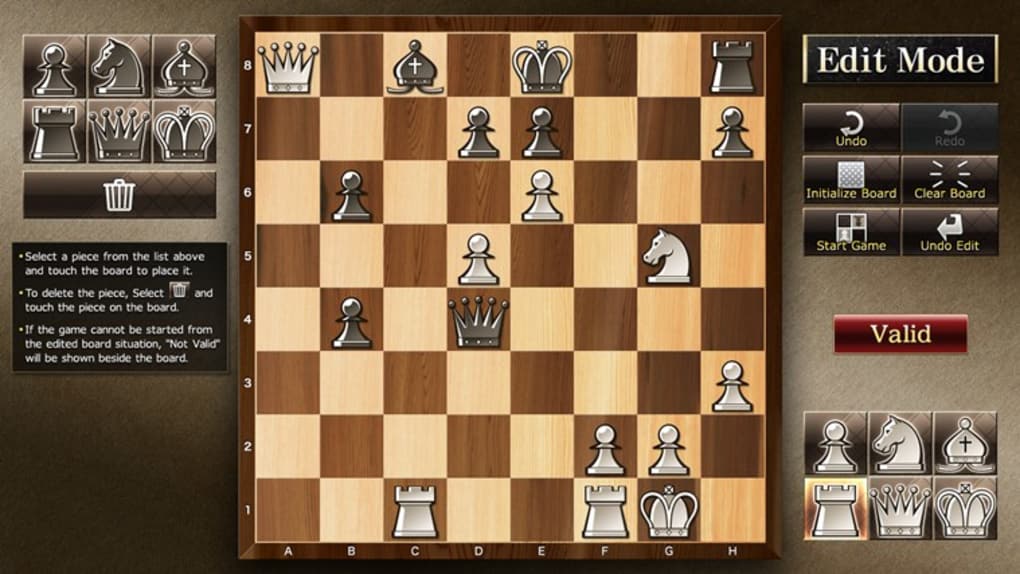 Edit Mode
Undo
Redo
Initialize Board
Clear Board
Start Game
Undo Edit
•Select a piece from the list above
and touch the board to place it.
•To delete the piece, Select and
touch the piece on the board.
•If the game cannot be started from
the edited board situation, "Not Valid"
will be shown beside the board.
Valid
8
7
6
5
4
3
2
1
A B C D E F G H